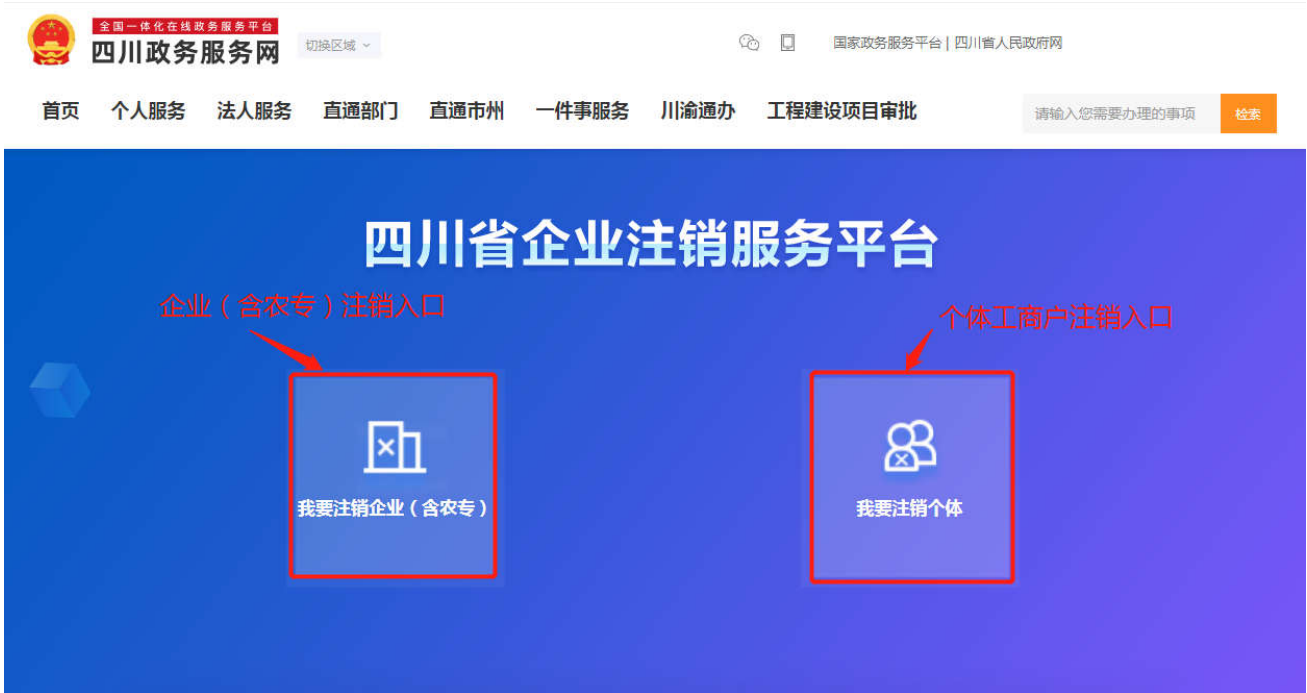 全国一体化在线政务服务平台
四川政务服务网
切换区域
国家政务服务平台 | 四川省人民政府网
首页 个人服务 法人服务 直通部门 直通市州 一件事服务 川渝通办 工程建设项目审批
请输入您需要办理的事项 检索
四川省企业注销服务平台
企业（含农专）注销入口
个体工商户注销入口
我要注销企业（含农专）
我要注销个体